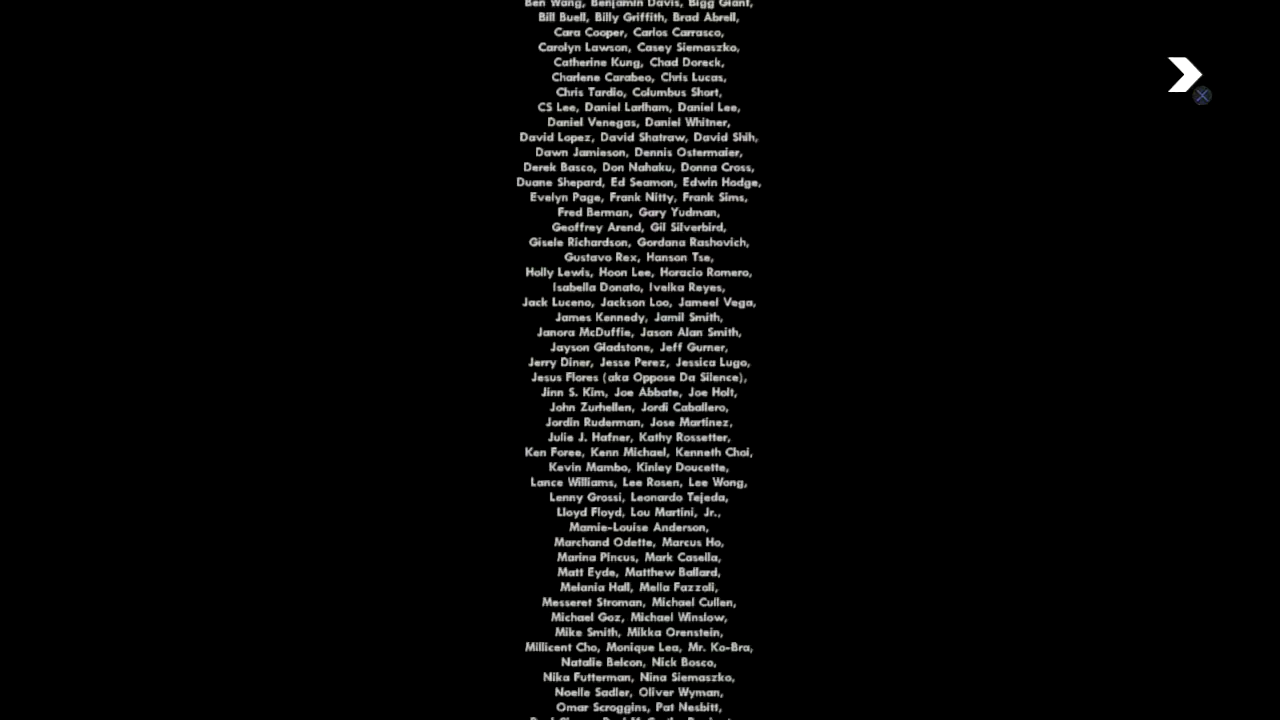 Ben Wang, Benjamin Davis, Bigg Giant,
Bill Buell, Billy Griffith, Brad Abrell,
Cara Cooper, Carlos Carrasco,
Carolyn Lawson, Casey Siemaszko,
Catherine Kung, Chad Doreck,
Charlene Carabeo, Chris Lucas,
Chris Tardio, Columbus Short,
CS Lee, Daniel Larlham, Daniel Lee,
Daniel Venegas, Daniel Whitner,
David Lopez, David Shatraw, David Shih,
Dawn Jamieson, Dennis Ostermaier,
Derek Basco, Don Nahaku, Donna Cross,
Duane Shepard, Ed Seamon, Edwin Hodge,
Evelyn Page, Frank Nitty, Frank Sims,
Fred Berman, Gary Yudman,
Geoffrey Arend, Gil Silverbird,
Gisele Richardson, Gordana Rashovich,
Gustavo Rex, Hanson Tse,
Holly Lewis, Hoon Lee, Horacio Romero,
Isabella Donato, Iveika Reyes,
Jack Luceno, Jackson Loo, Jameel Vega,
James Kennedy, Jamil Smith,
Janora McDuffie, Jason Alan Smith,
Jayson Gladstone, Jeff Gurner,
Jerry Diner, Jesse Perez, Jessica Lugo,
Jesus Flores (aka Oppose Da Silence),
Jinn S. Kim, Joe Abbate, Joe Holt,
John Zurhellen, Jordi Caballero,
Jordin Ruderman, Jose Martinez,
Julie J. Hafner, Kathy Rossetter,
Ken Foree, Kenn Michael, Kenneth Choi,
Kevin Mambo, Kinley Doucette,
Lance Williams, Lee Rosen, Lee Wong,
Lenny Grossi, Leonardo Tejeda,
Lloyd Floyd, Lou Martini, Jr.,
Mamie-Louise Anderson,
Marchand Odette, Marcus Ho,
Marina Pincus, Mark Casella,
Matt Eyde, Matthew Ballard,
Melania Hall, Mella Fazzoli,
Messeret Stroman, Michael Cullen,
Michael Goz, Michael Winslow,
Mike Smith, Mikka Orenstein,
Millicent Cho, Monique Lea, Mr. Ko-Bra,
Natalie Belcon, Nick Bosco,
Nika Futterman, Nina Siemaszko,
Noelle Sadler, Oliver Wyman,
Omar Scroggins, Pat Nesbitt,